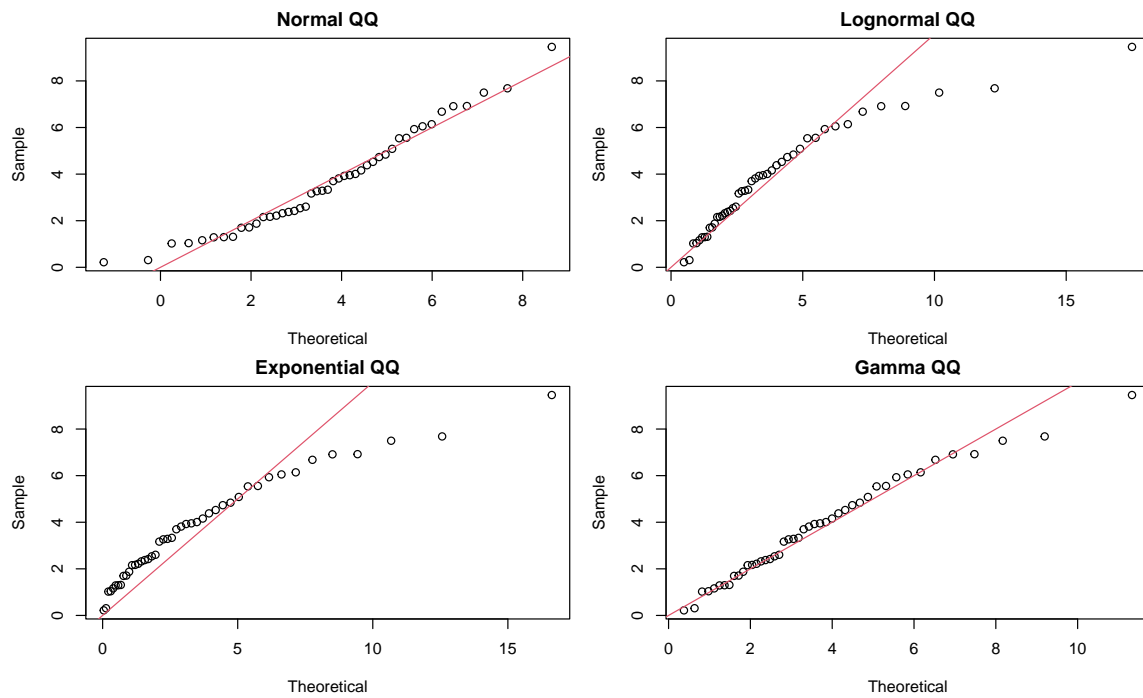 Normal QQ
Sample
0 2 4 6 8
0 2 4 6 8
Theoretical
Lognormal QQ
Sample
0 2 4 6 8
0 5 10 15
Theoretical
Exponential QQ
Sample
0 2 4 6 8
0 5 10 15
Theoretical
Gamma QQ
Sample
0 2 4 6 8
0 2 4 6 8 10
Theoretical